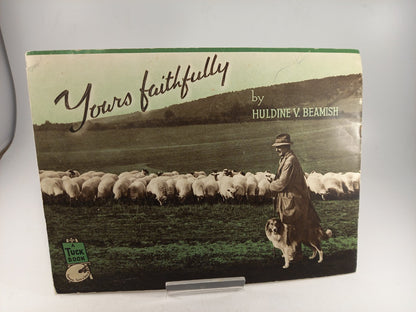 Yours faithfully
by
HULDINE V. BEAMISH
TUCK
BOOK